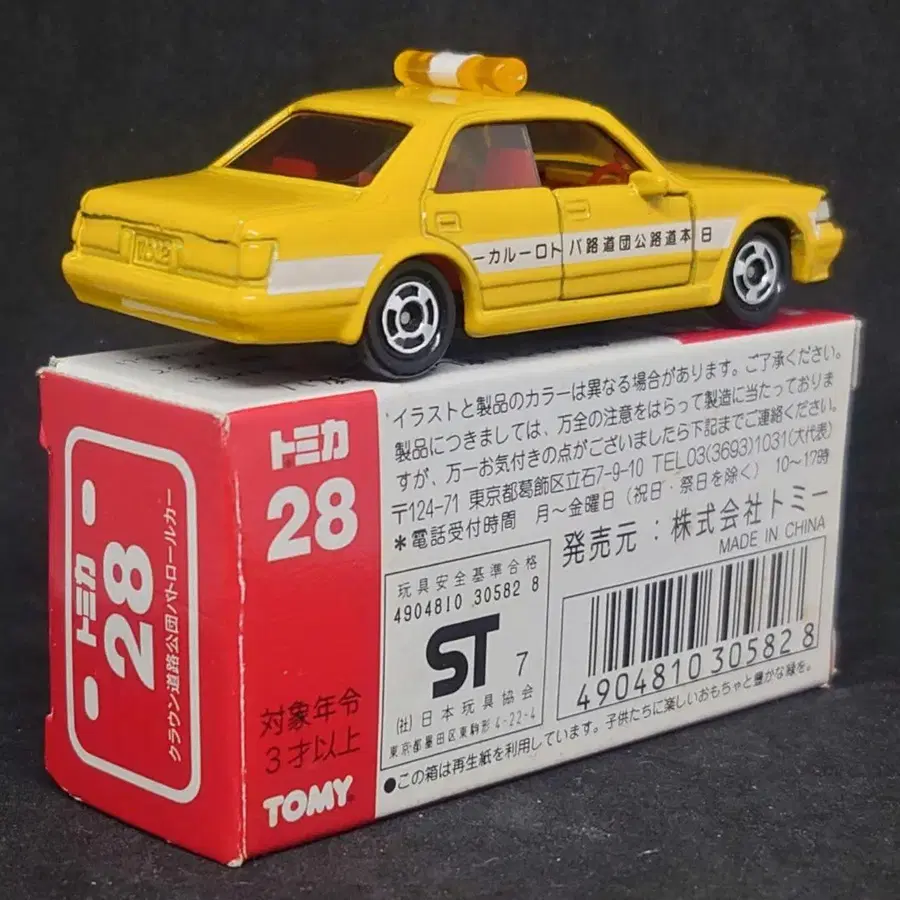 ーカルーロト パ路道団公路道本日
イラストと製品のカラーは異なる場合があります。ご了承ください。
製品につきましては、万全の注意をはらって製造に当たっておりま
すが、万一お気付きの点がございましたら下記までご連絡ください。
〒124-71 東京都葛飾区立石7-9-10 TEL03(3693)1031(大代表)
＊電話受付時間 月〜金曜日(祝日・祭日を除く) 10〜17時
発売元:株式会社トミー
MADE IN CHINA
玩具安全基準合格
4904810 30582 8
ST 7
(社)日本玩具協会
東京都墨田区東駒形4-22-4
4904810 305828
子供たちに楽しいおもちゃと豊かな緑を。
●この箱は再生紙を利用しています。
トミカ
28
対象年令
3才以上
TOMY
トミカ
28
クラウン道路公団パトロールカー